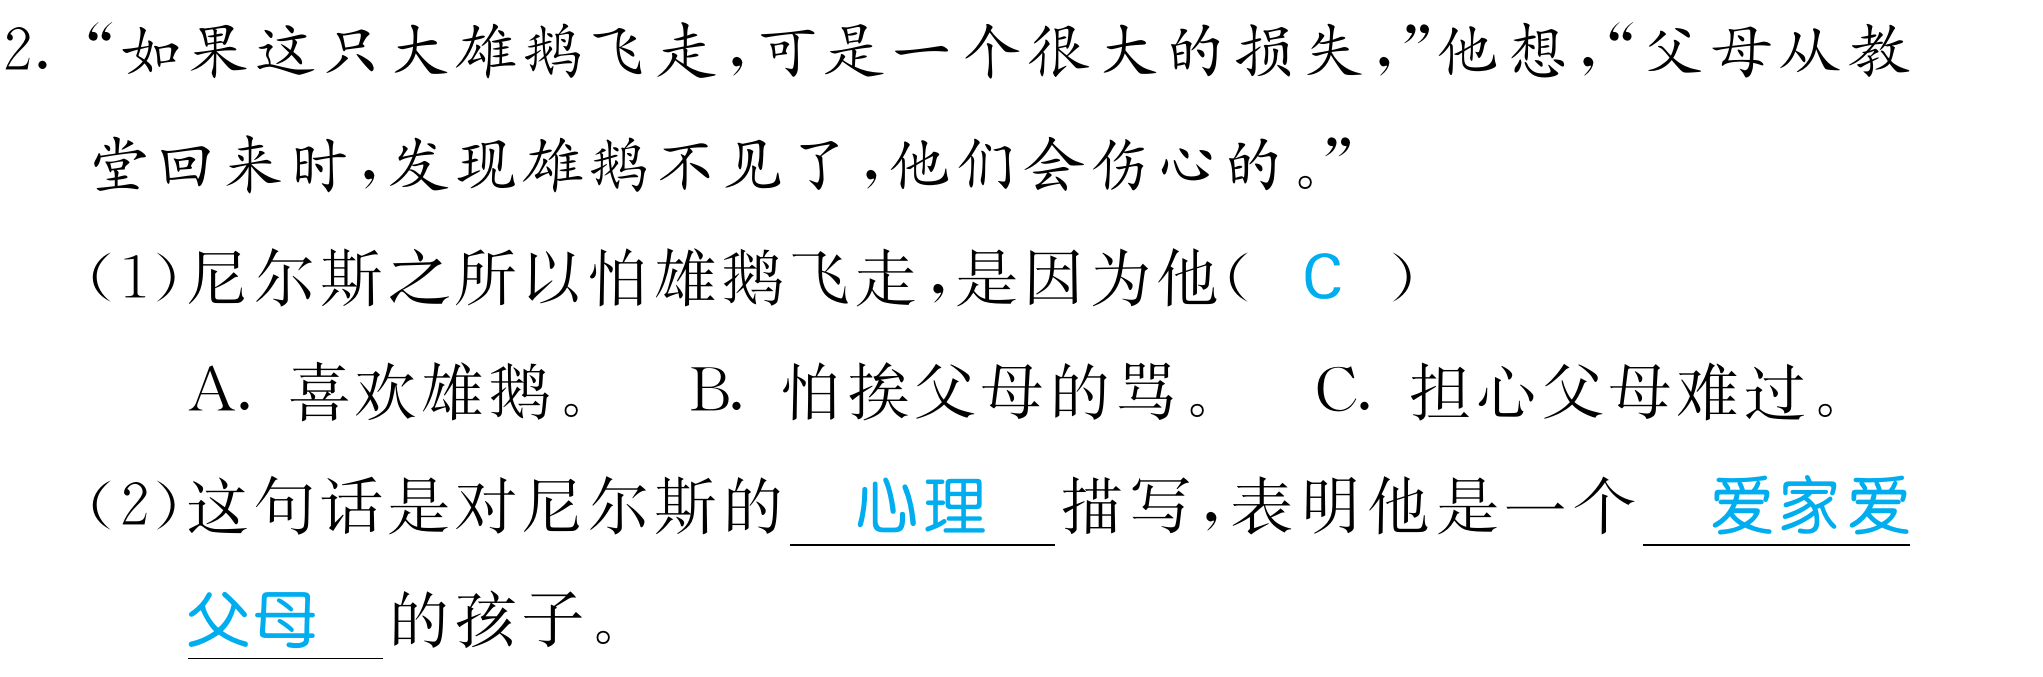 2. “如果这只大雄鹅飞走,可是一个很大的损失,”他想,“父母从教
堂回来时,发现雄鹅不见了,他们会伤心的。”
(1)尼尔斯之所以怕雄鹅飞走,是因为他( C )
A. 喜欢雄鹅。 B. 怕挨父母的骂。 C. 担心父母难过。
(2)这句话是对尼尔斯的 心理 描写,表明他是一个 爱家爱
父母 的孩子。